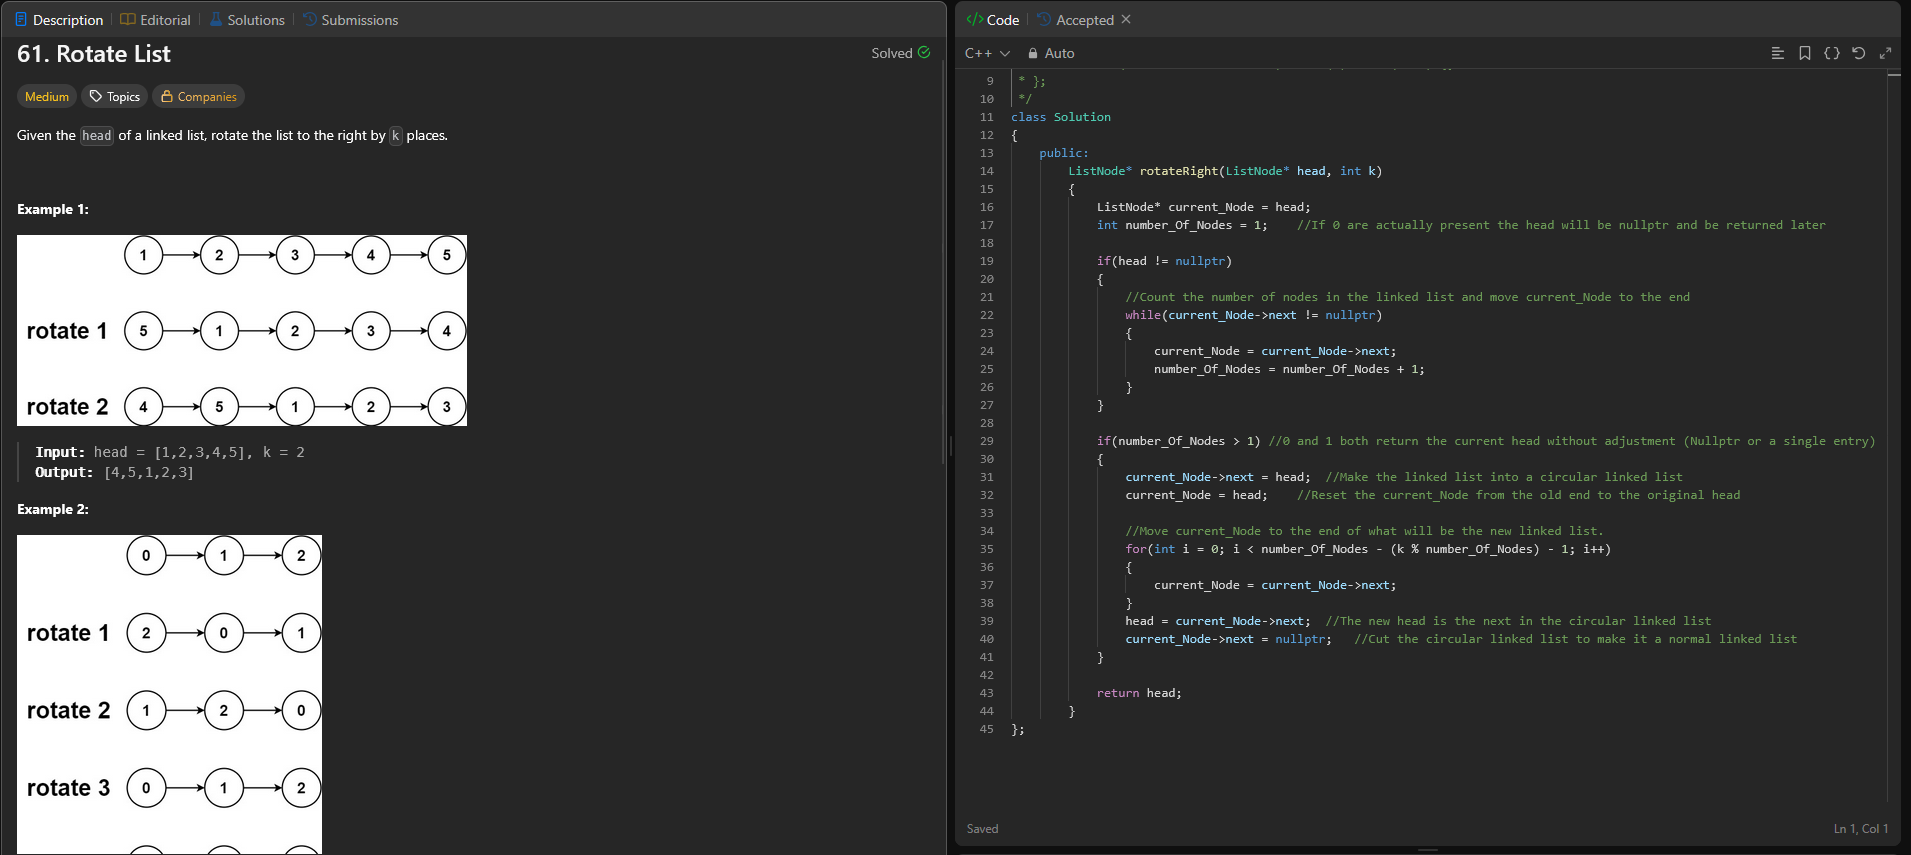 Description
Editorial
Solutions
Submissions
61. Rotate List
Solved
Medium
Topics
Companies
Given the head of a linked list, rotate the list to the right by k places.
Example 1:
1 2 3 4 5
rotate 1 5 1 2 3 4
rotate 2 4 5 1 2 3
Input: head = [1,2,3,4,5], k = 2
Output: [4,5,1,2,3]
Example 2:
0 1 2
rotate 1 2 0 1
rotate 2 1 2 0
rotate 3 0 1 2
Code
Accepted
C++
Auto
9 * };
10 */
11 class Solution
12 {
13 public:
14 ListNode* rotateRight(ListNode* head, int k)
15 {
16 ListNode* current_Node = head;
17 int number_Of_Nodes = 1; //If 0 are actually present the head will be nullptr and be returned later
18
19 if(head != nullptr)
20 {
21 //Count the number of nodes in the linked list and move current_Node to the end
22 while(current_Node->next != nullptr)
23 {
24 current_Node = current_Node->next;
25 number_Of_Nodes = number_Of_Nodes + 1;
26 }
27 }
28
29 if(number_Of_Nodes > 1) //0 and 1 both return the current head without adjustment (Nullptr or a single entry)
30 {
31 current_Node->next = head; //Make the linked list into a circular linked list
32 current_Node = head; //Reset the current_Node from the old end to the original head
33
34 //Move current_Node to the end of what will be the new linked list.
35 for(int i = 0; i < number_Of_Nodes - (k % number_Of_Nodes) - 1; i++)
36 {
37 current_Node = current_Node->next;
38 }
39 head = current_Node->next; //The new head is the next in the circular linked list
40 current_Node->next = nullptr; //Cut the circular linked list to make it a normal linked list
41 }
42
43 return head;
44 }
45 };
Saved
Ln 1, Col 1